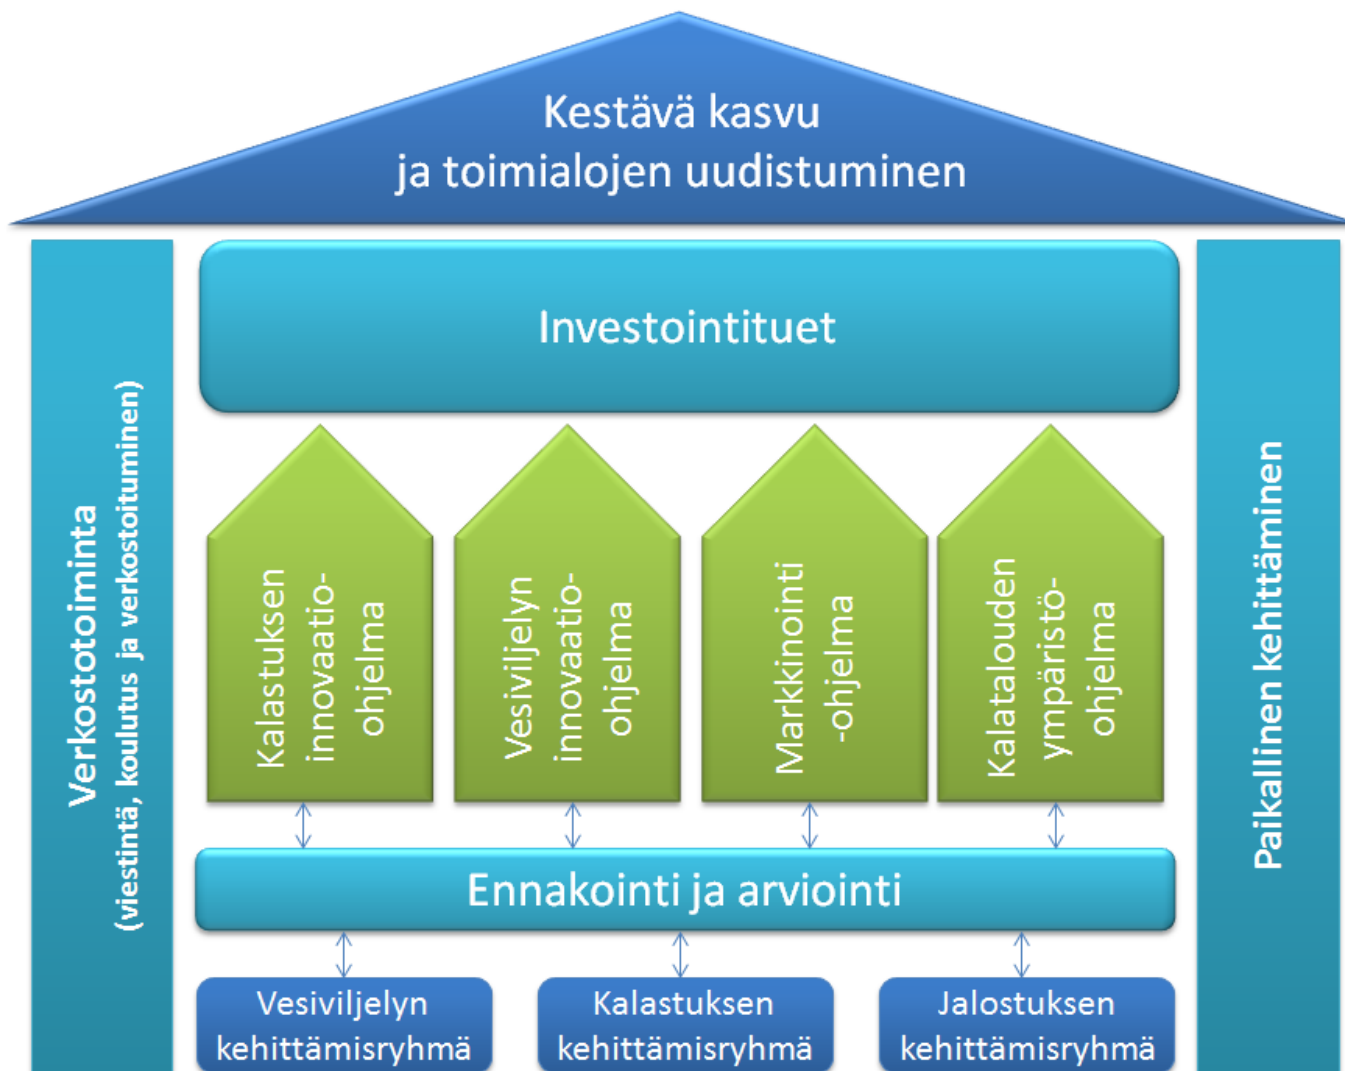 Kestävä kasvu
ja toimialojen uudistuminen
Verkostotoiminta
(viestintä, koulutus ja verkostoituminen)
Investointituet
Kalastuksen
innovaatio-
ohjelma
Vesiviljelyn
innovaatio-
ohjelma
Markkinointi
-ohjelma
Kalatalouden
ympäristö-
ohjelma
Ennakointi ja arviointi
Vesiviljelyn
kehittämisryhmä
Kalastuksen
kehittämisryhmä
Jalostuksen
kehittämisryhmä
Paikallinen kehittäminen